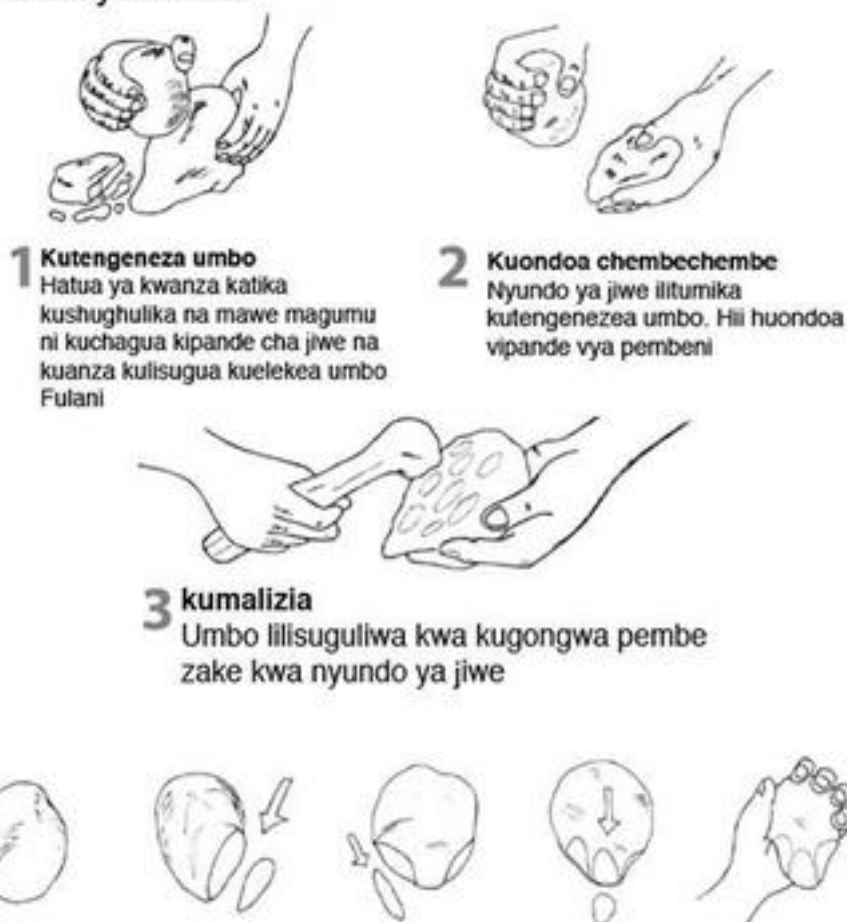 1 Kutengeneza umbo
Hatua ya kwanza katika
kushughulika na mawe magumu
ni kuchagua kipande cha jiwe na
kuanza kulisugua kuelekea umbo
Fulani
2 Kuondoa chembechembe
Nyundo ya jiwe ilitumika
kutengenezea umbo. Hii huondoa
vipande vya pembeni
3 kumalizia
Umbo lilisuguliwa kwa kugongwa pembe
zake kwa nyundo ya jiwe